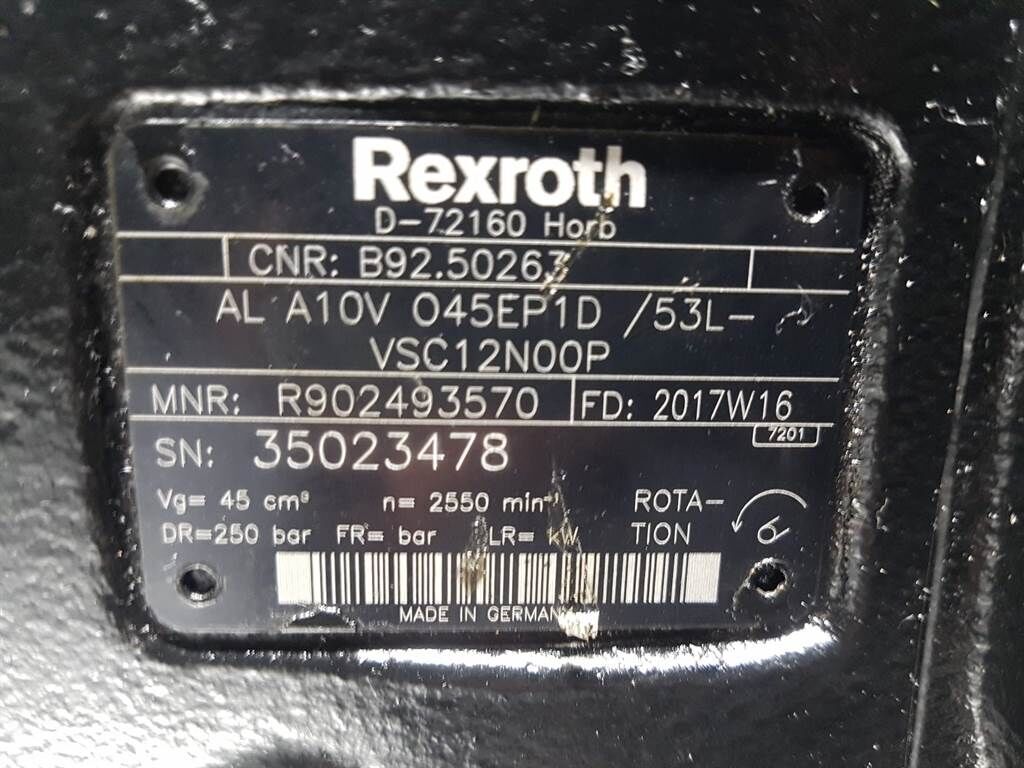 Rexroth
D-72160 Horb
CNR: B92.50263
AL A10V O45EP1D /53L-
VSC12N00P
MNR: R902493570 FD: 2017W16
7201
SN: 35023478
Vg= 45 cm³ n= 2550 min⁻¹ ROTA-
DR=250 bar FR= bar LR= kW TION
MADE IN GERMANY